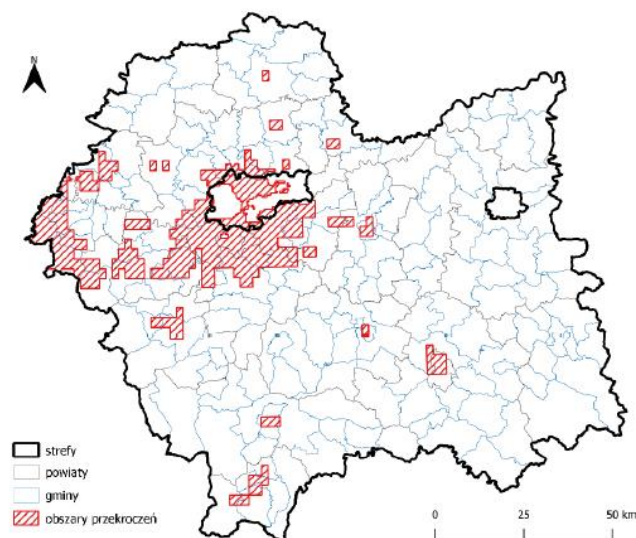 N
strefy
powiaty
gminy
obszary przekroczeń
0 25 50 km